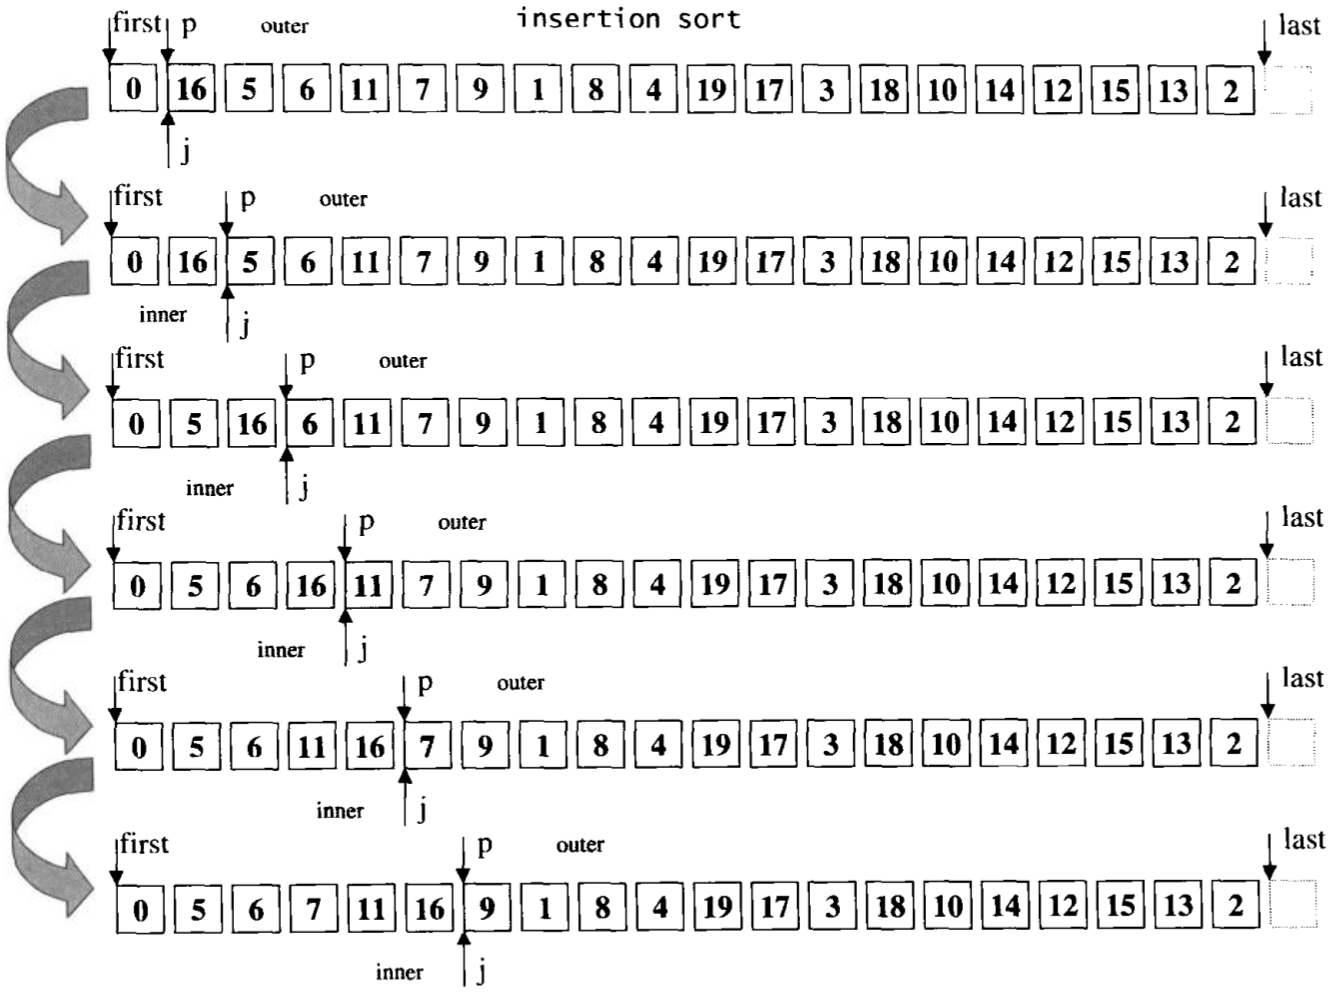 insertion sort
first p outer last
0 16 5 6 11 7 9 1 8 4 19 17 3 18 10 14 12 15 13 2
j
first p outer last
0 16 5 6 11 7 9 1 8 4 19 17 3 18 10 14 12 15 13 2
inner j
first p outer last
0 5 16 6 11 7 9 1 8 4 19 17 3 18 10 14 12 15 13 2
inner j
first p outer last
0 5 6 16 11 7 9 1 8 4 19 17 3 18 10 14 12 15 13 2
inner j
first p outer last
0 5 6 11 16 7 9 1 8 4 19 17 3 18 10 14 12 15 13 2
inner j
first p outer last
0 5 6 7 11 16 9 1 8 4 19 17 3 18 10 14 12 15 13 2
inner j